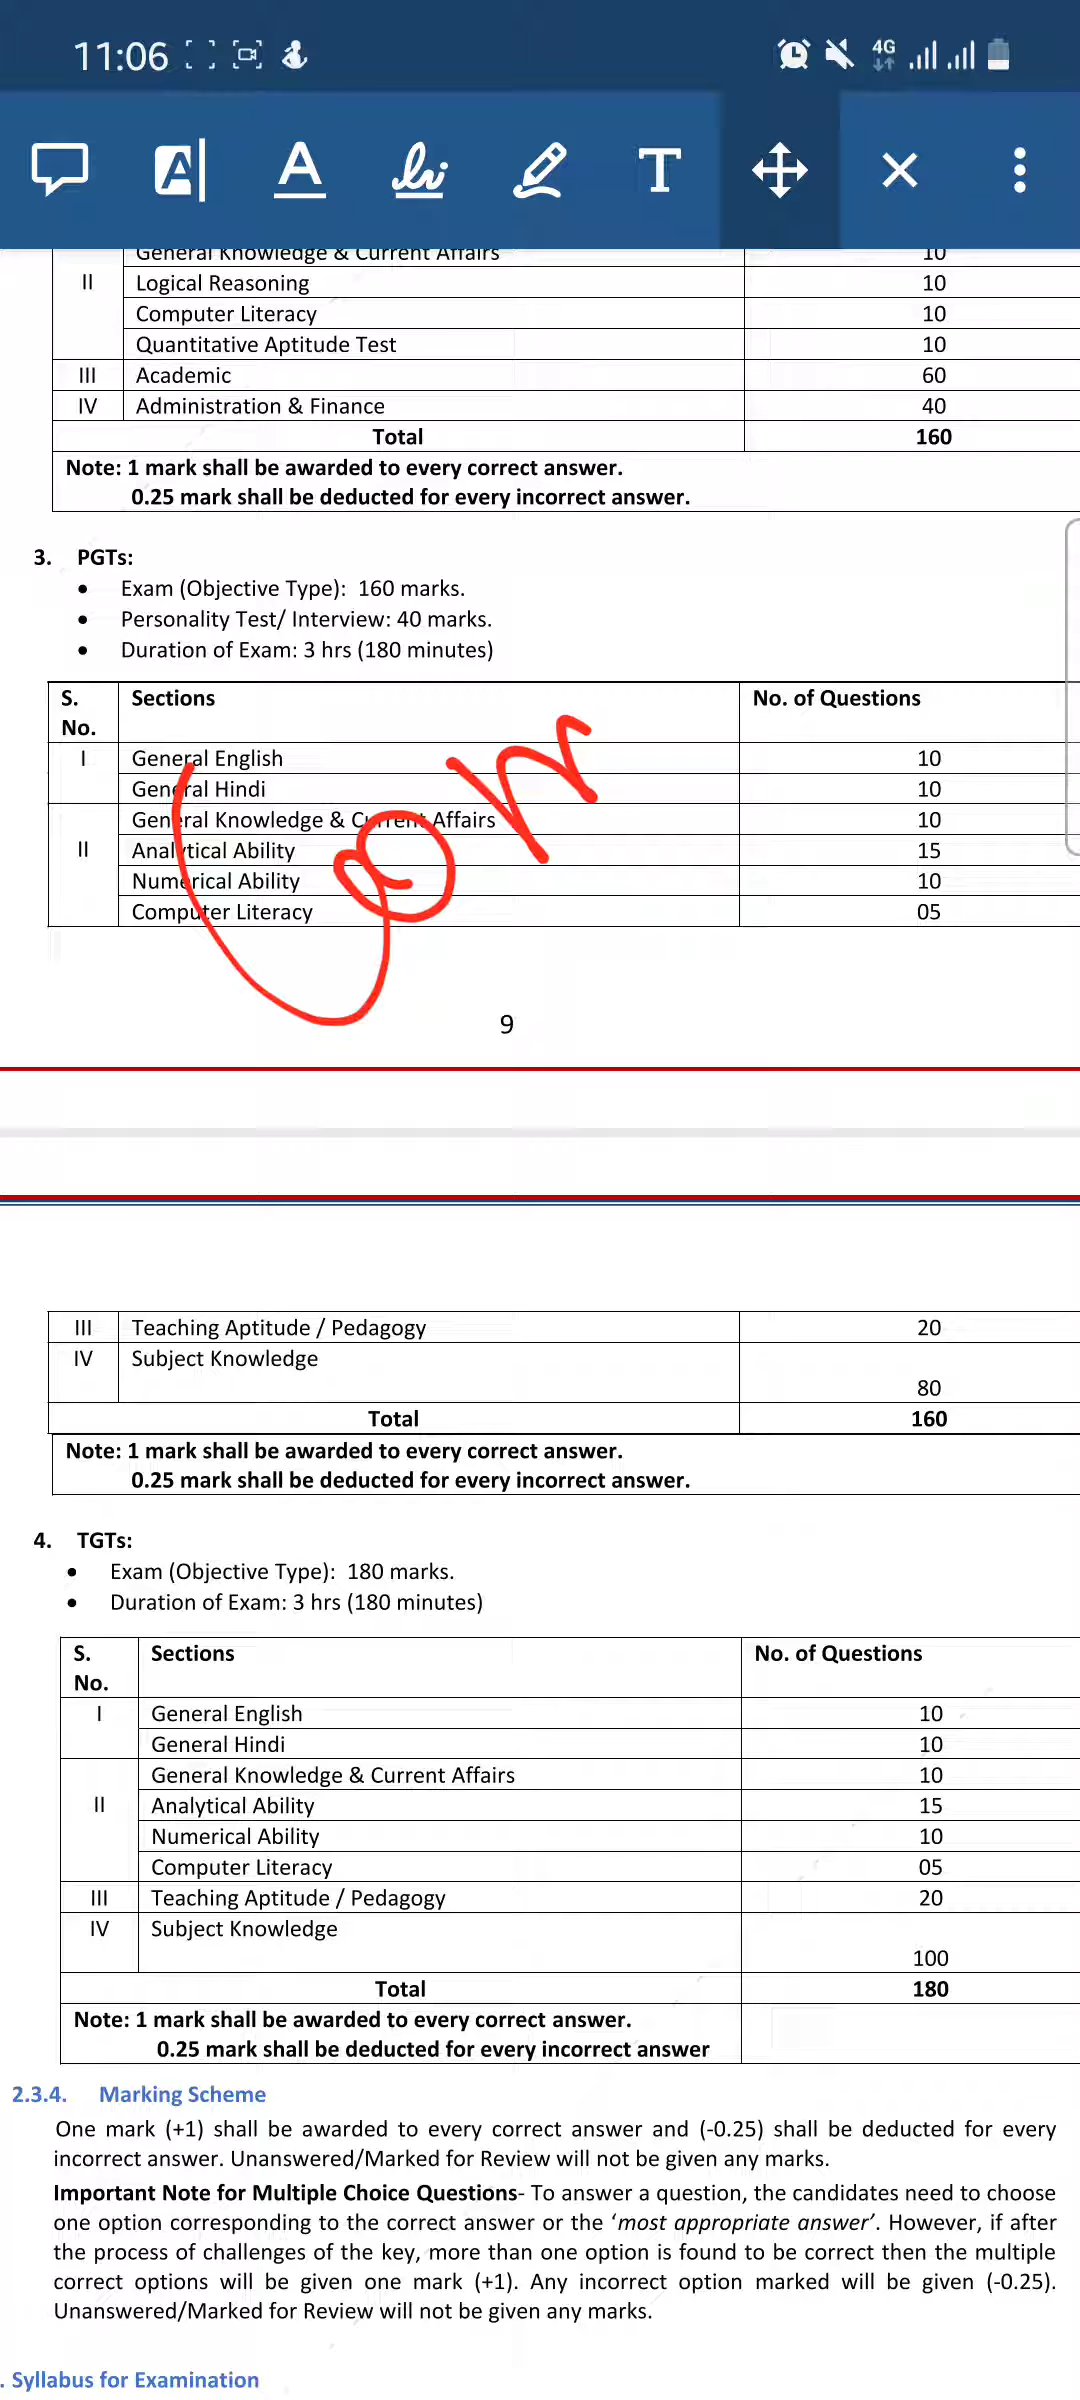 11:06 4G
T
General Knowledge & Current Affairs 10
II Logical Reasoning 10
Computer Literacy 10
Quantitative Aptitude Test 10
III Academic 60
IV Administration & Finance 40
Total 160
Note: 1 mark shall be awarded to every correct answer.
0.25 mark shall be deducted for every incorrect answer.
3. PGTs:
• Exam (Objective Type): 160 marks.
• Personality Test/ Interview: 40 marks.
• Duration of Exam: 3 hrs (180 minutes)
S. Sections No. of Questions
No.
I General English 10
General Hindi 10
General Knowledge & Current Affairs 10
II Analytical Ability 15
Numerical Ability 10
Computer Literacy 05
9
III Teaching Aptitude / Pedagogy 20
IV Subject Knowledge
80
Total 160
Note: 1 mark shall be awarded to every correct answer.
0.25 mark shall be deducted for every incorrect answer.
4. TGTs:
• Exam (Objective Type): 180 marks.
• Duration of Exam: 3 hrs (180 minutes)
S. Sections No. of Questions
No.
I General English 10
General Hindi 10
General Knowledge & Current Affairs 10
II Analytical Ability 15
Numerical Ability 10
Computer Literacy 05
III Teaching Aptitude / Pedagogy 20
IV Subject Knowledge
100
Total 180
Note: 1 mark shall be awarded to every correct answer.
0.25 mark shall be deducted for every incorrect answer
2.3.4. Marking Scheme
One mark (+1) shall be awarded to every correct answer and (-0.25) shall be deducted for every
incorrect answer. Unanswered/Marked for Review will not be given any marks.
Important Note for Multiple Choice Questions- To answer a question, the candidates need to choose
one option corresponding to the correct answer or the ‘most appropriate answer’. However, if after
the process of challenges of the key, more than one option is found to be correct then the multiple
correct options will be given one mark (+1). Any incorrect option marked will be given (-0.25).
Unanswered/Marked for Review will not be given any marks.
. Syllabus for Examination